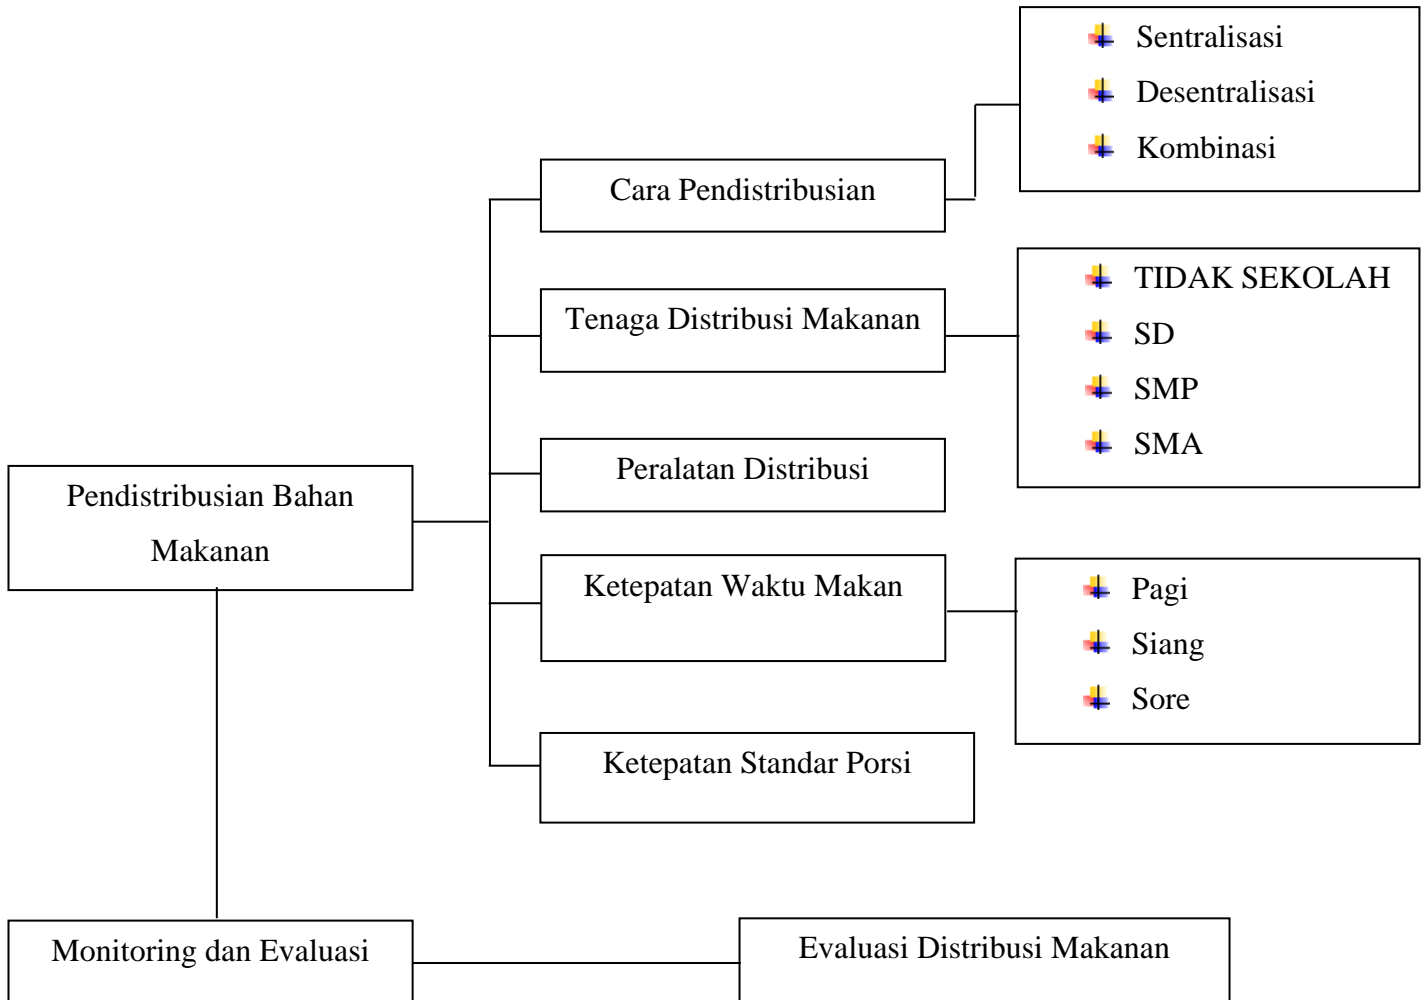 Sentralisasi
Desentralisasi
Kombinasi
Cara Pendistribusian
TIDAK SEKOLAH
SD
SMP
SMA
Tenaga Distribusi Makanan
Peralatan Distribusi
Pendistribusian Bahan
Makanan
Ketepatan Waktu Makan
Pagi
Siang
Sore
Ketepatan Standar Porsi
Monitoring dan Evaluasi
Evaluasi Distribusi Makanan